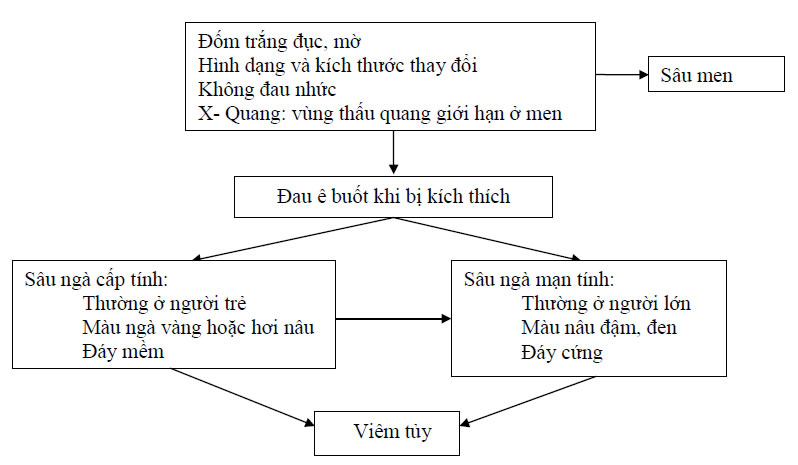 Đốm trắng đục, mờ
Hình dạng và kích thước thay đổi
Không đau nhức
X- Quang: vùng thấu quang giới hạn ở men
Sâu men
Đau ê buốt khi bị kích thích
Sâu ngà cấp tính:
Thường ở người trẻ
Màu ngà vàng hoặc hơi nâu
Đáy mềm
Sâu ngà mạn tính:
Thường ở người lớn
Màu nâu đậm, đen
Đáy cứng
Viêm tủy